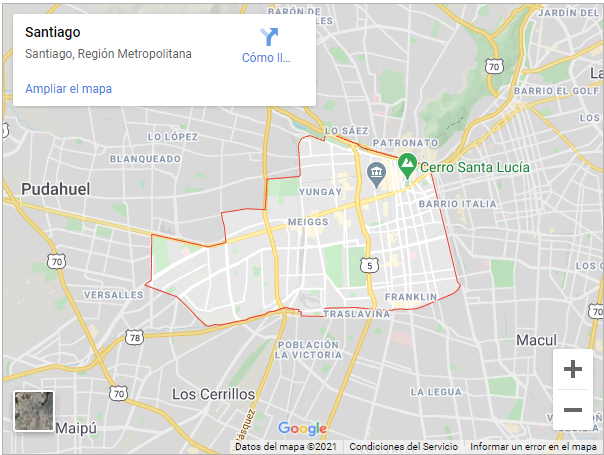 BARÓN DE
LAS
JARDÍN DEL
Santiago
Santiago, Región Metropolitana
Cómo ll...
Ampliar el mapa
70
La
BARRIO EL GOLF
LO LÓPEZ
LO SÁEZ
PATRONATO
BLANQUEADO
Cerro Santa Lucía
Pudahuel
YUNGAY
BARRIO ITALIA
MEIGGS
70
5
VERSALLES
FRANKLIN
TRASLAVIÑA
78
POBLACIÓN
LA VICTORIA
Macul
70
Los Cerrillos
LA LEGUA
Maipú
Vásquez
Google
70
Datos del mapa ©2021
Condiciones del Servicio
Informar un error en el mapa